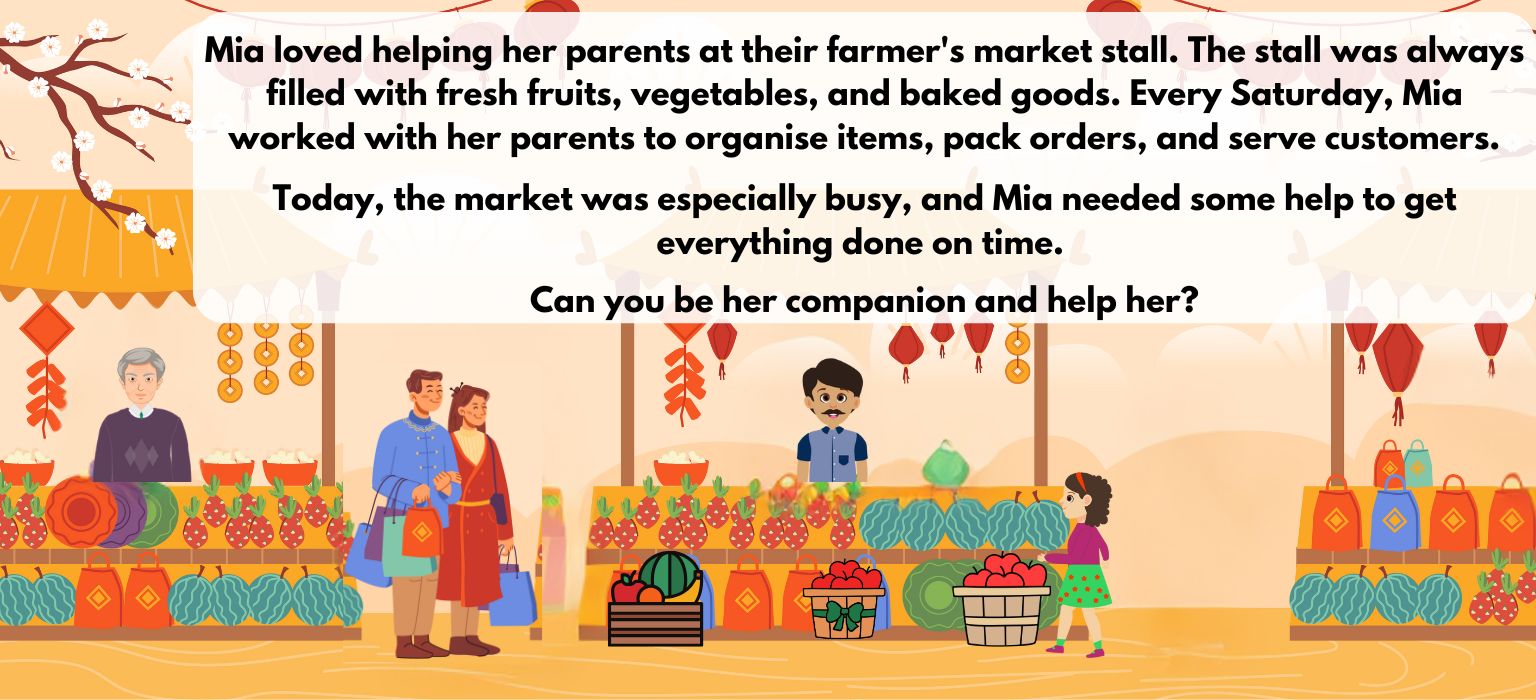 Mia loved helping her parents at their farmer's market stall. The stall was always
filled with fresh fruits, vegetables, and baked goods. Every Saturday, Mia
worked with her parents to organise items, pack orders, and serve customers.
Today, the market was especially busy, and Mia needed some help to get
everything done on time.
Can you be her companion and help her?